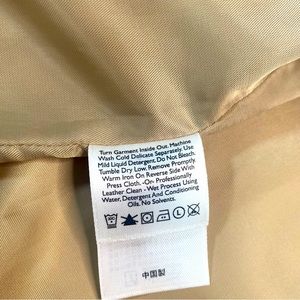 Turn Garment Inside Out. Machine
Wash Cold Delicate Separately. Use
Mild Liquid Detergent. Do Not Bleach.
Tumble Dry Low, Remove Promptly
Warm Iron On Reverse Side With
Press Cloth. -Or- Professionally
Leather Clean - Wet Process Using
Water, Detergents And Conditioning
Oils. No Solvents.
中国製